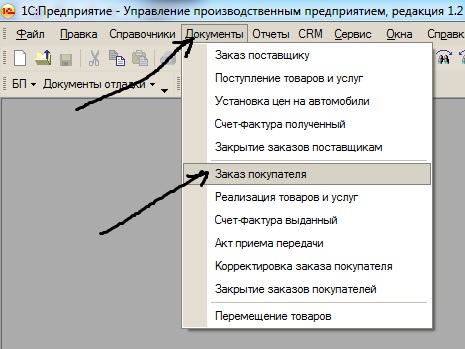 1С:Предприятие - Управление производственным предприятием, редакция 1.2
Файл Правка Справочники Документы Отчеты CRM Сервис Окна Справк
БП Документы отладки
Заказ поставщику
Поступление товаров и услуг
Установка цен на автомобили
Счет-фактура полученный
Закрытие заказов поставщикам
Заказ покупателя
Реализация товаров и услуг
Счет-фактура выданный
Акт приема передачи
Корректировка заказа покупателя
Закрытие заказов покупателей
Перемещение товаров